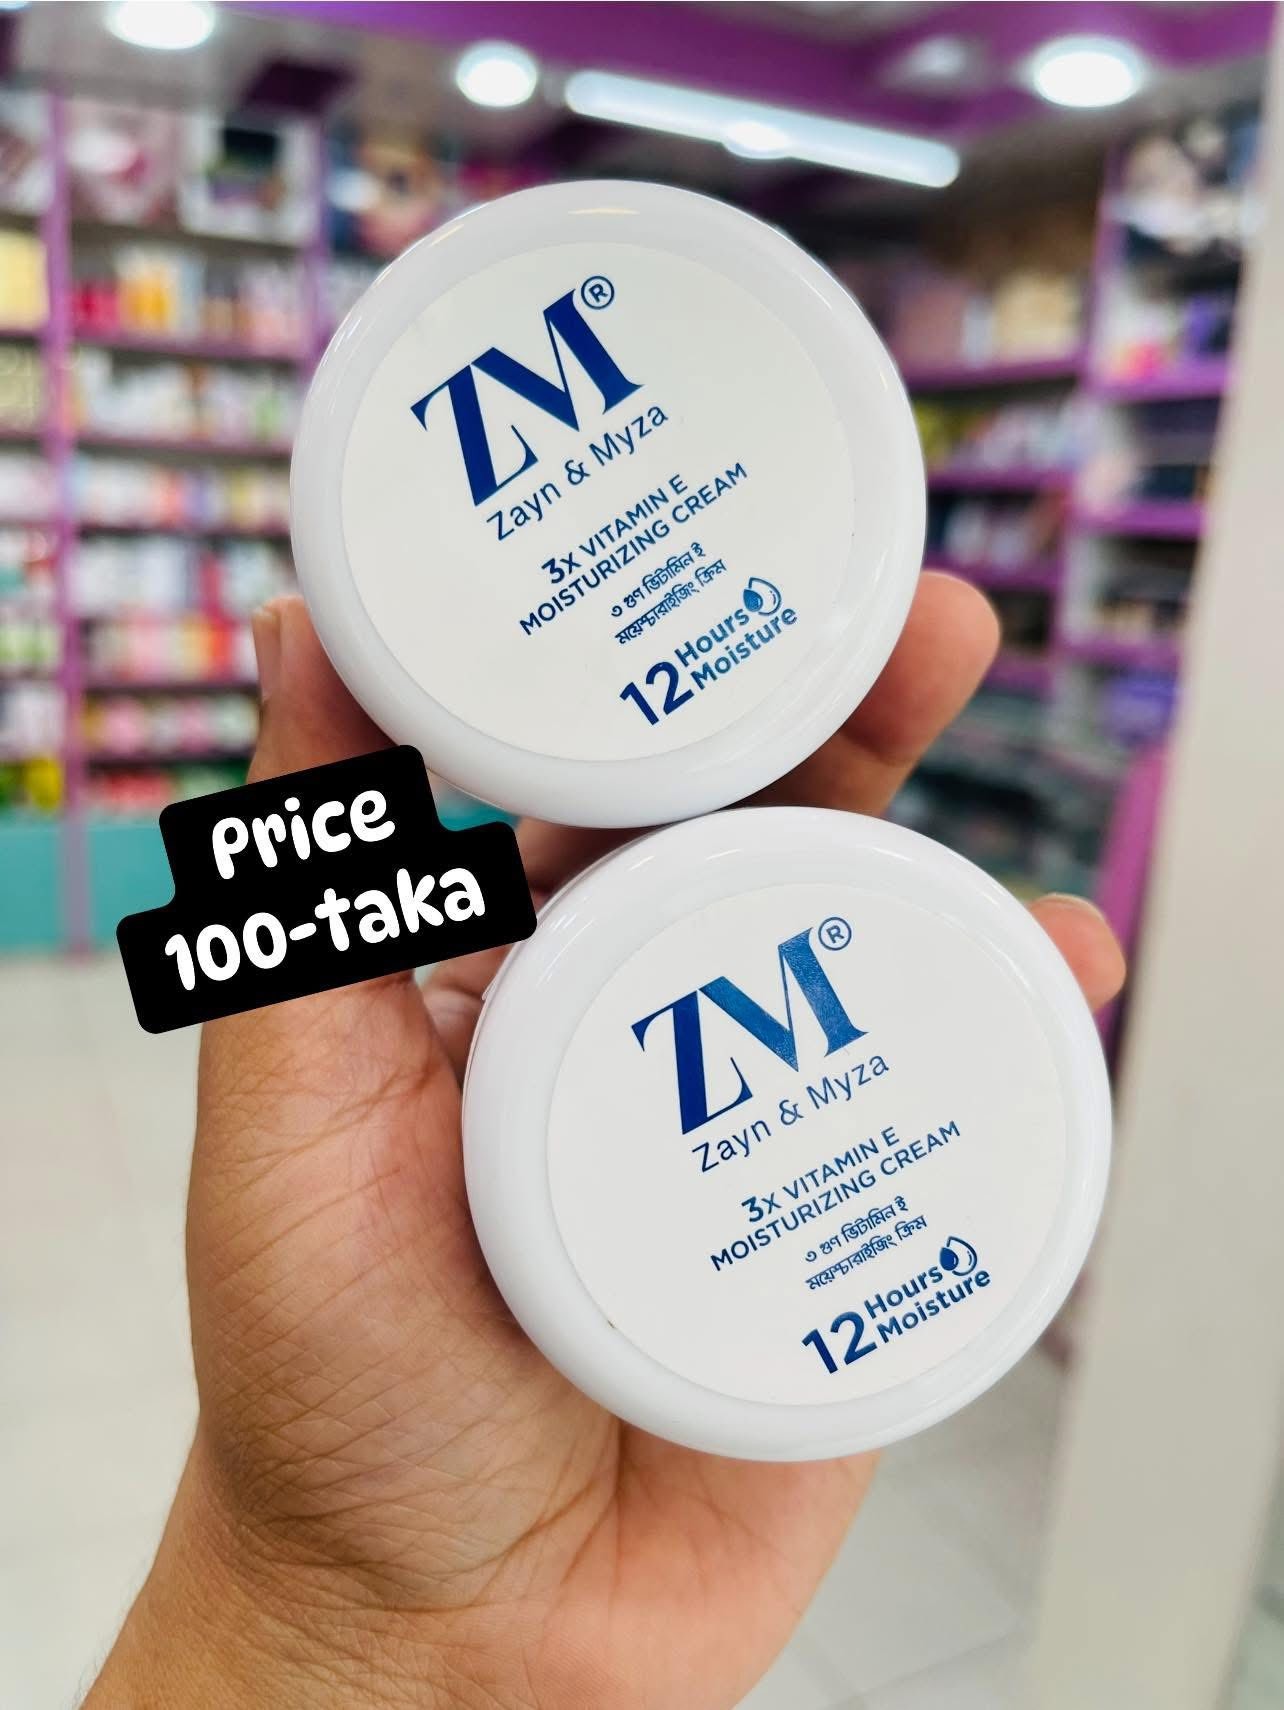 ZM®
Zayn & Myza
3X VITAMIN E
MOISTURIZING CREAM
৩ গুণ ভিটামিন ই
ময়েশ্চারাইজিং ক্রিম
12 Hours
Moisture
Price
100-taka
ZM®
Zayn & Myza
3X VITAMIN E
MOISTURIZING CREAM
৩ গুণ ভিটামিন ই
ময়েশ্চারাইজিং ক্রিম
12 Hours
Moisture